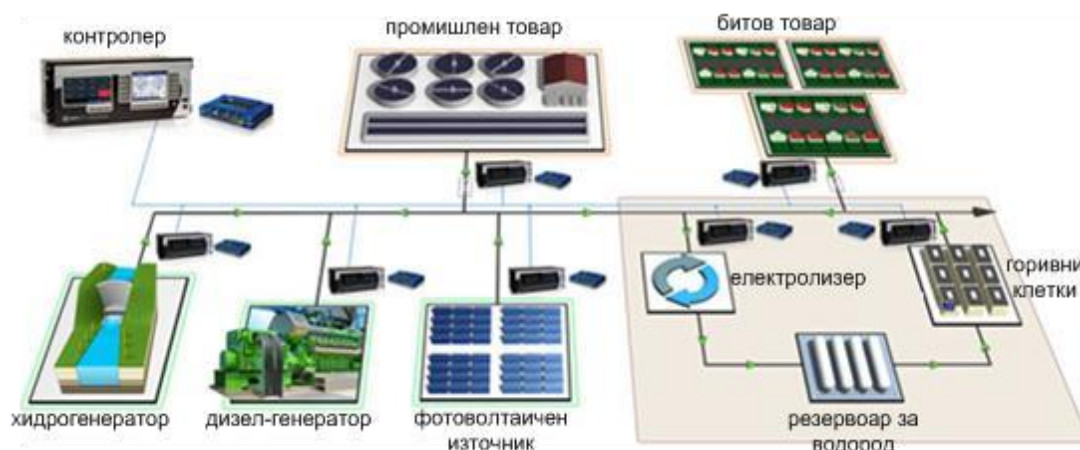 контролер
промишлен товар
битов товар
електролизер
горивни
клетки
хидрогенератор
дизел-генератор
фотоволтаичен
източник
резервоар за
водород